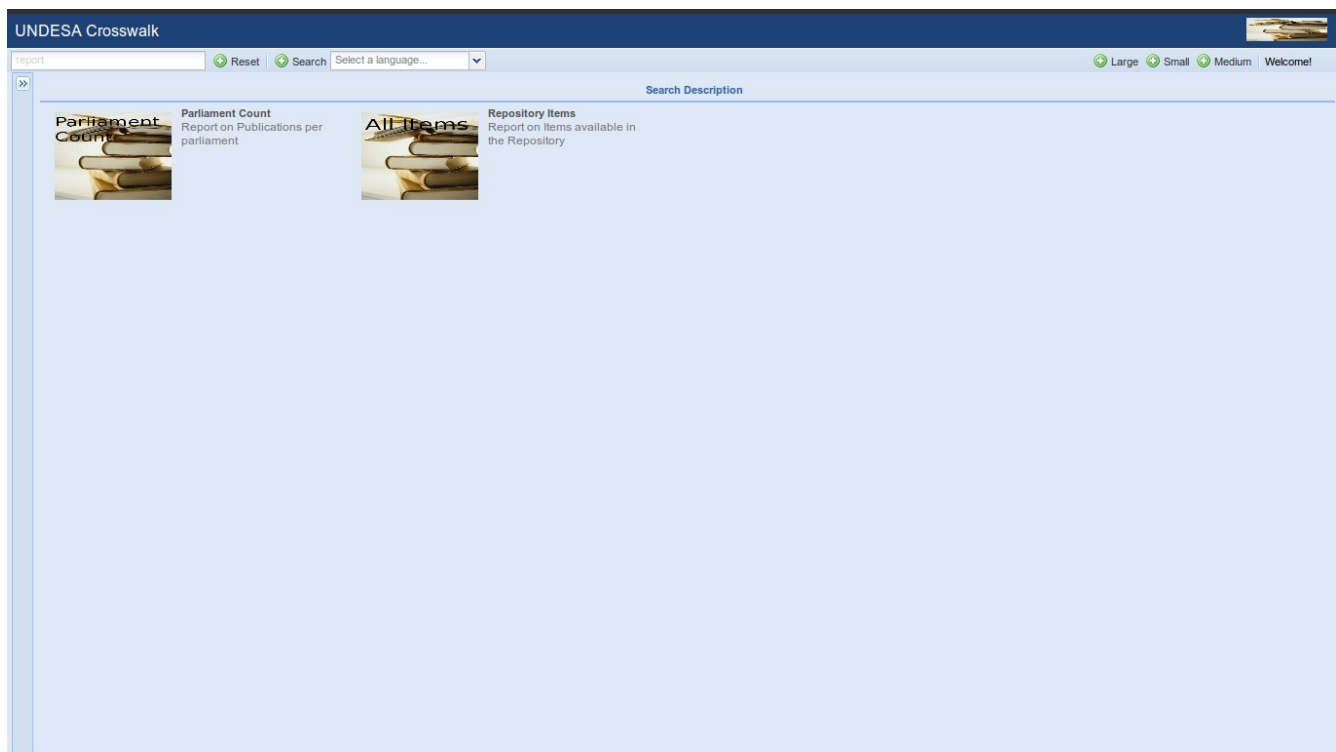 UNDESA Crosswalk
report Reset Search Select a language... Large Small Medium Welcome!
Search Description
Parliament
Count
Parliament Count
Report on Publications per
parliament
All Items
Repository Items
Report on Items available in
the Repository